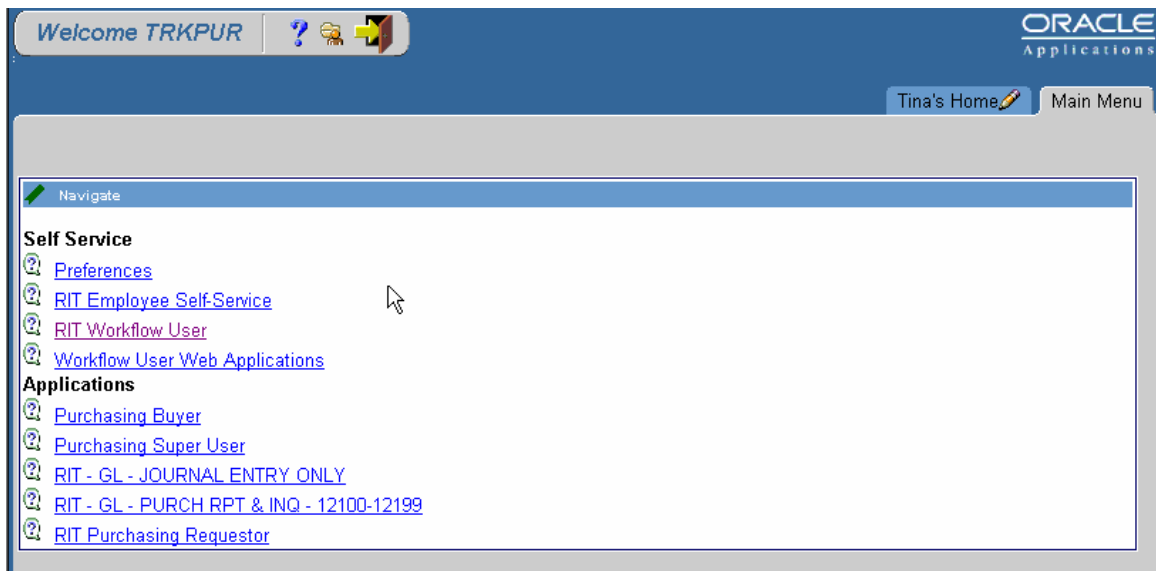 Welcome TRKPUR
ORACLE
Applications
Tina's Home
Main Menu
Navigate
Self Service
Preferences
RIT Employee Self-Service
RIT Workflow User
Workflow User Web Applications
Applications
Purchasing Buyer
Purchasing Super User
RIT - GL - JOURNAL ENTRY ONLY
RIT - GL - PURCH RPT & INQ - 12100-12199
RIT Purchasing Requestor